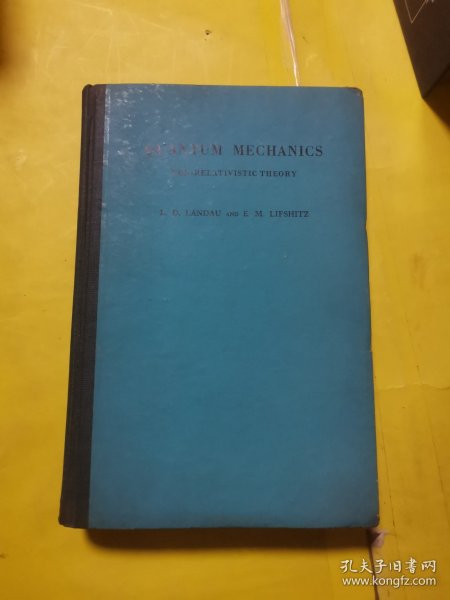 QUANTUM MECHANICS
NON-RELATIVISTIC THEORY
L. D. LANDAU AND E. M. LIFSHITZ
孔夫子旧书网
www.kongfz.com